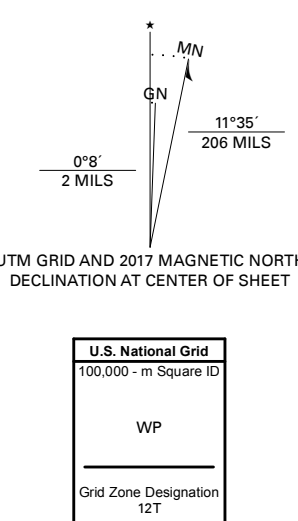 ★
MN
GN
11°35´
206 MILS
0°8´
2 MILS
UTM GRID AND 2017 MAGNETIC NORTH
DECLINATION AT CENTER OF SHEET
U.S. National Grid
100,000 - m Square ID
WP
Grid Zone Designation
12T